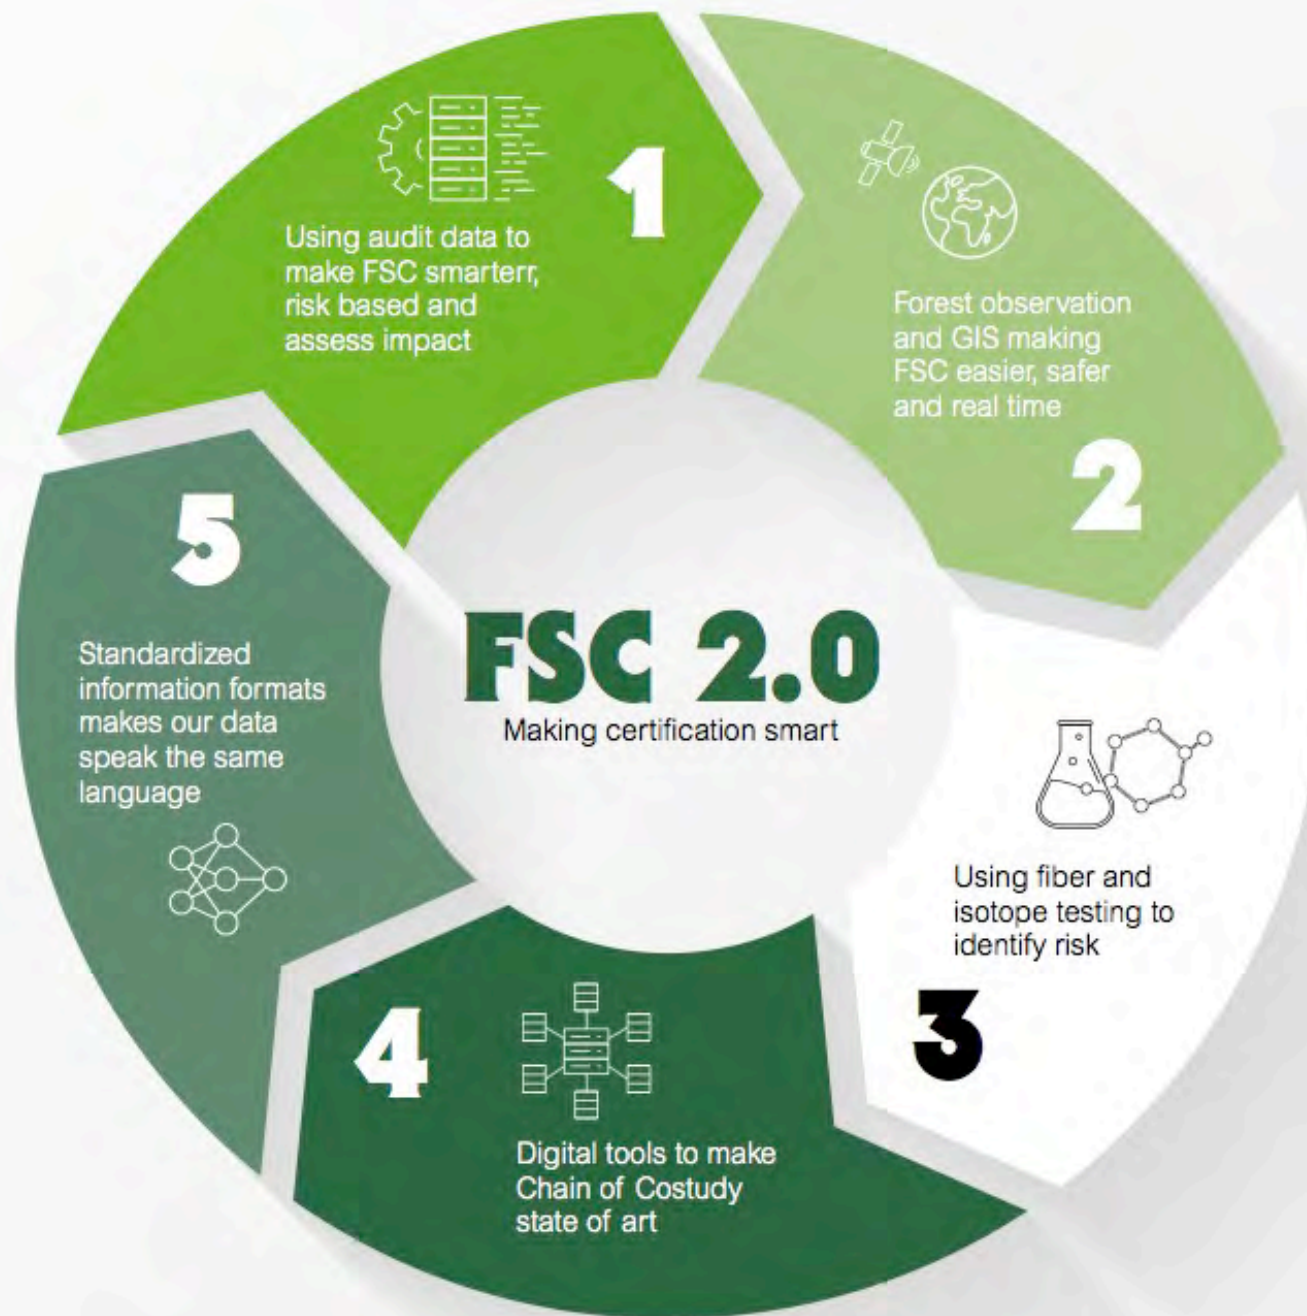 1
Using audit data to
make FSC smarterr,
risk based and
assess impact
Forest observation
and GIS making
FSC easier, safer
and real time
2
Using fiber and
isotope testing to
identify risk
3
4
Digital tools to make
Chain of Costudy
state of art
5
Standardized
information formats
makes our data
speak the same
language
FSC 2.0
Making certification smart